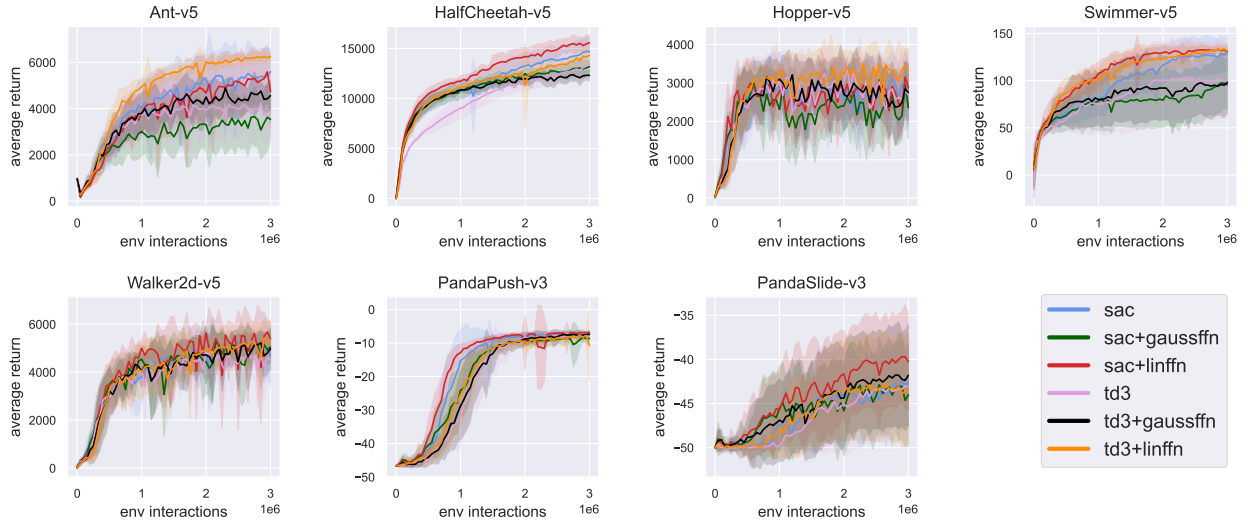 Ant-v5
average return
6000
4000
2000
0
0 1 2 3
env interactions
1e6
HalfCheetah-v5
average return
15000
10000
5000
0
0 1 2 3
env interactions
1e6
Hopper-v5
average return
4000
3000
2000
1000
0
0 1 2 3
env interactions
1e6
Swimmer-v5
average return
150
100
50
0
0 1 2 3
env interactions
1e6
Walker2d-v5
average return
6000
4000
2000
0
0 1 2 3
env interactions
1e6
PandaPush-v3
average return
0
−10
−20
−30
−40
−50
0 1 2 3
env interactions
1e6
PandaSlide-v3
average return
−35
−40
−45
−50
0 1 2 3
env interactions
1e6
sac
sac+gaussffn
sac+linffn
td3
td3+gaussffn
td3+linffn